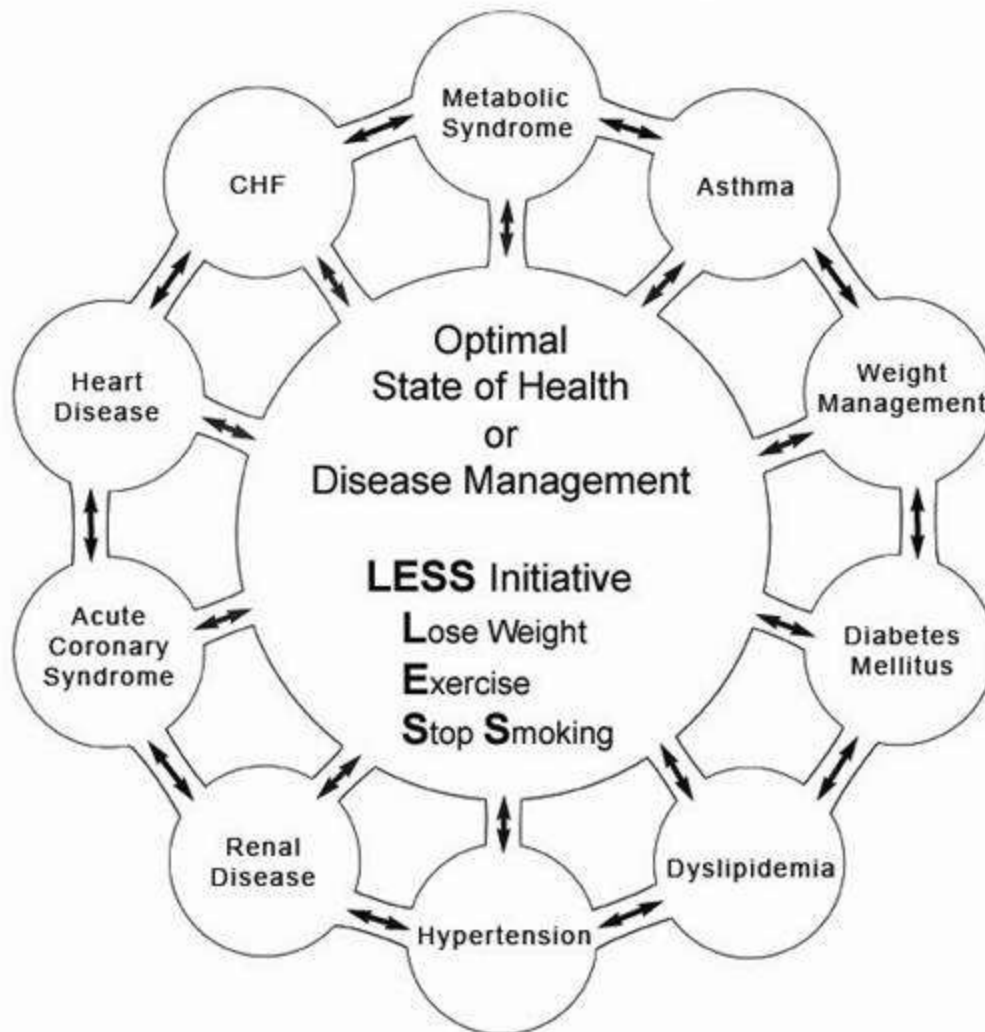 Metabolic
Syndrome
CHF
Asthma
Heart
Disease
Weight
Management
Optimal
State of Health
or
Disease Management
LESS Initiative
Lose Weight
Exercise
Stop Smoking
Acute
Coronary
Syndrome
Diabetes
Mellitus
Renal
Disease
Dyslipidemia
Hypertension